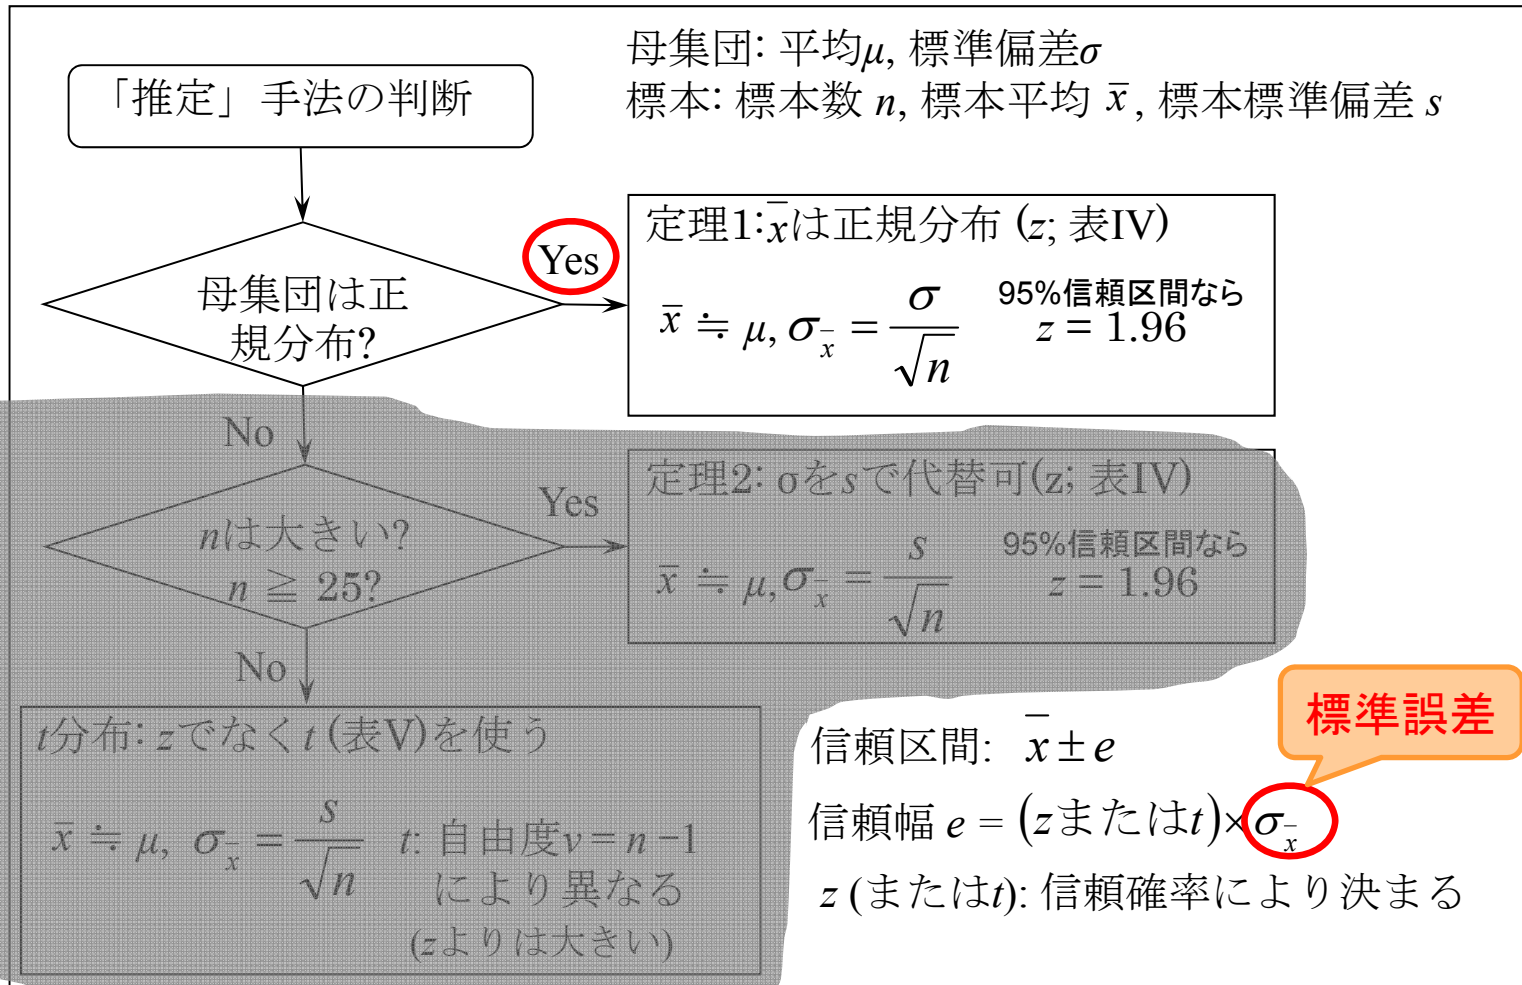 母集団: 平均μ, 標準偏差σ
標本: 標本数 n, 標本平均 x̄, 標本標準偏差 s
「推定」手法の判断
母集団は正
規分布?
Yes
定理1: x̄は正規分布 (z; 表IV)
x̄ ≒ μ, σ_x̄ = σ/√n
95%信頼区間なら
z = 1.96
No
nは大きい?
n ≧ 25?
Yes
定理2: σをsで代替可(z; 表IV)
x̄ ≒ μ, σ_x̄ = s/√n
95%信頼区間なら
z = 1.96
No
t分布: zでなくt (表V)を使う
x̄ ≒ μ, σ_x̄ = s/√n
t: 自由度ν = n −1
により異なる
(zよりは大きい)
標準誤差
信頼区間: x̄ ± e
信頼幅 e = (zまたはt)×σ_x̄
z (またはt): 信頼確率により決まる